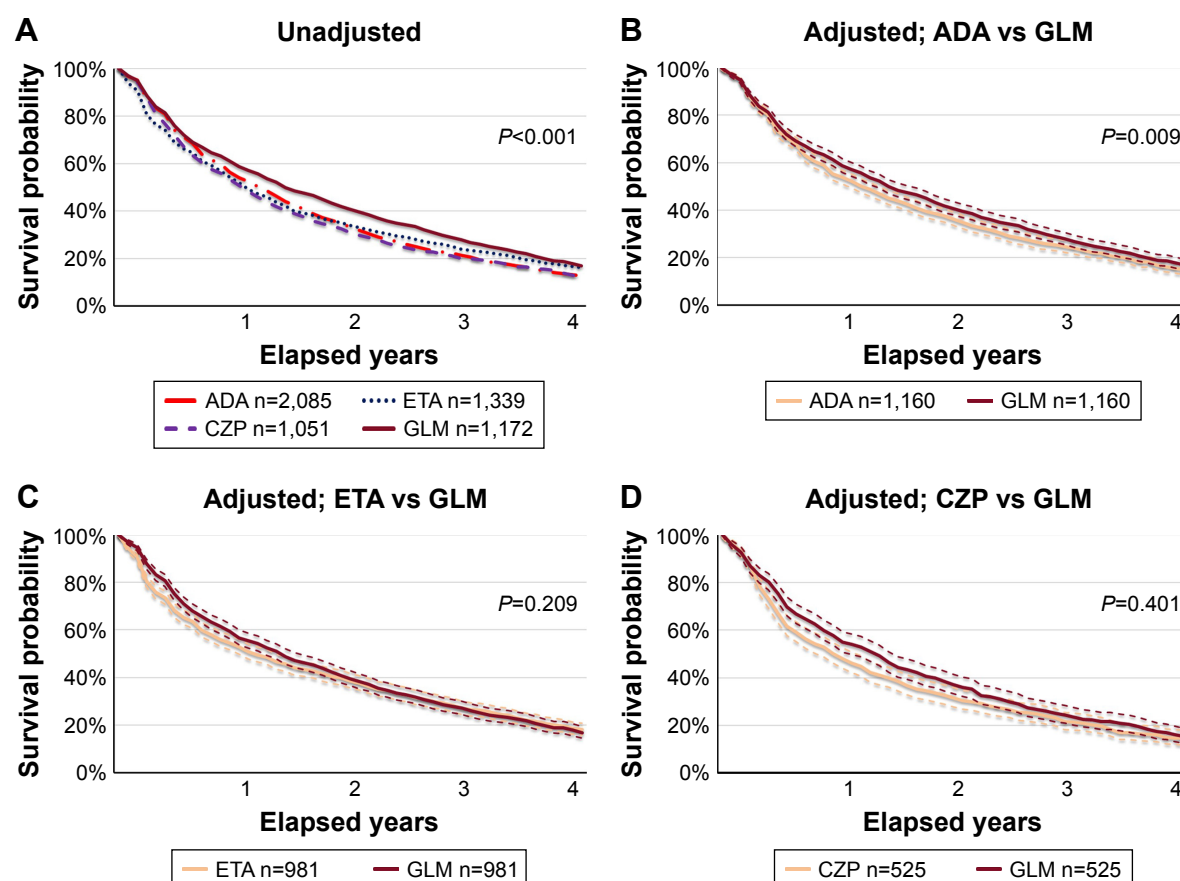 A
Unadjusted
Survival probability
100%
80%
60%
40%
20%
0%
P<0.001
1 2 3 4
Elapsed years
ADA n=2,085 ETA n=1,339
CZP n=1,051 GLM n=1,172
B
Adjusted; ADA vs GLM
Survival probability
100%
80%
60%
40%
20%
0%
P=0.009
1 2 3 4
Elapsed years
ADA n=1,160 GLM n=1,160
C
Adjusted; ETA vs GLM
Survival probability
100%
80%
60%
40%
20%
0%
P=0.209
1 2 3 4
Elapsed years
ETA n=981 GLM n=981
D
Adjusted; CZP vs GLM
Survival probability
100%
80%
60%
40%
20%
0%
P=0.401
1 2 3 4
Elapsed years
CZP n=525 GLM n=525